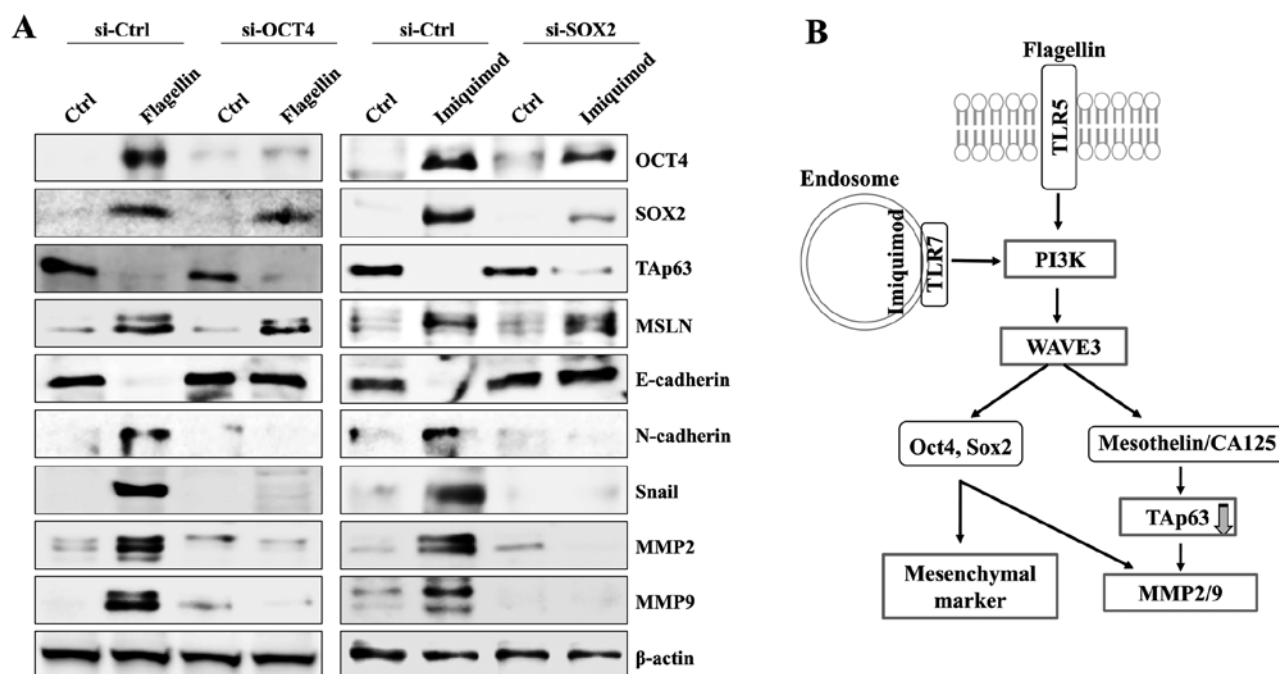 A
si-Ctrl si-OCT4 si-Ctrl si-SOX2
Ctrl Flagellin Ctrl Flagellin Ctrl Imiquimod Ctrl Imiquimod
OCT4
SOX2
TAp63
MSLN
E-cadherin
N-cadherin
Snail
MMP2
MMP9
β-actin
B
Flagellin
TLR5
Endosome
Imiquimod
TLR7
PI3K
WAVE3
Oct4, Sox2
Mesothelin/CA125
TAp63
Mesenchymal
marker
MMP2/9